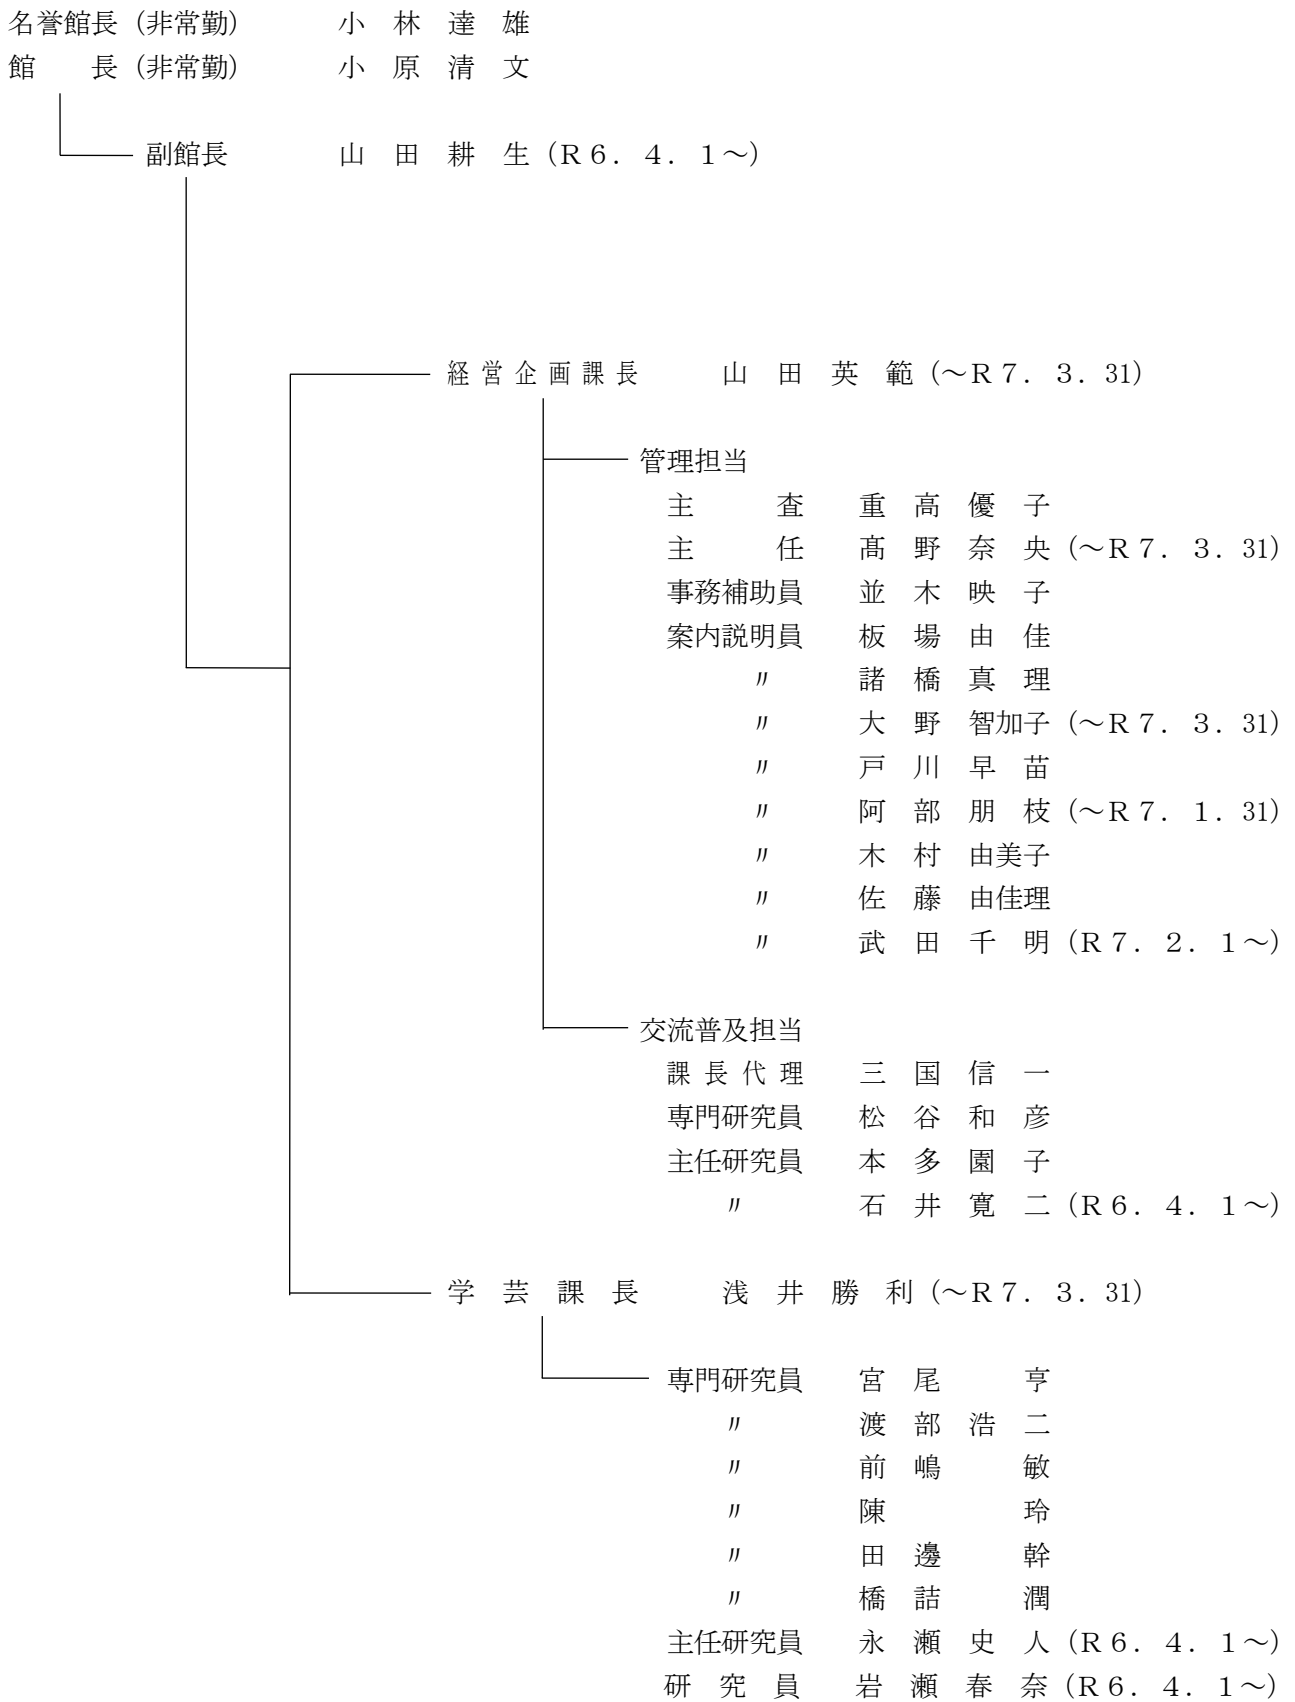 名誉館長（非常勤） 小林達雄
館長（非常勤） 小原清文
副館長 山田耕生（Ｒ６．４．１～）
経営企画課長 山田英範（～Ｒ７．３．31）
管理担当
主査 重高優子
主任 髙野奈央（～Ｒ７．３．31）
事務補助員 並木映子
案内説明員 板場由佳
〃 諸橋真理
〃 大野智加子（～Ｒ７．３．31）
〃 戸川早苗
〃 阿部朋枝（～Ｒ７．１．31）
〃 木村由美子
〃 佐藤由佳理
〃 武田千明（Ｒ７．２．１～）
交流普及担当
課長代理 三国信一
専門研究員 松谷和彦
主任研究員 本多園子
〃 石井寛二（Ｒ６．４．１～）
学芸課長 浅井勝利（～Ｒ７．３．31）
専門研究員 宮尾亨
〃 渡部浩二
〃 前嶋敏
〃 陳玲
〃 田邊幹
〃 橋詰潤
主任研究員 永瀬史人（Ｒ６．４．１～）
研究員 岩瀬春奈（Ｒ６．４．１～）